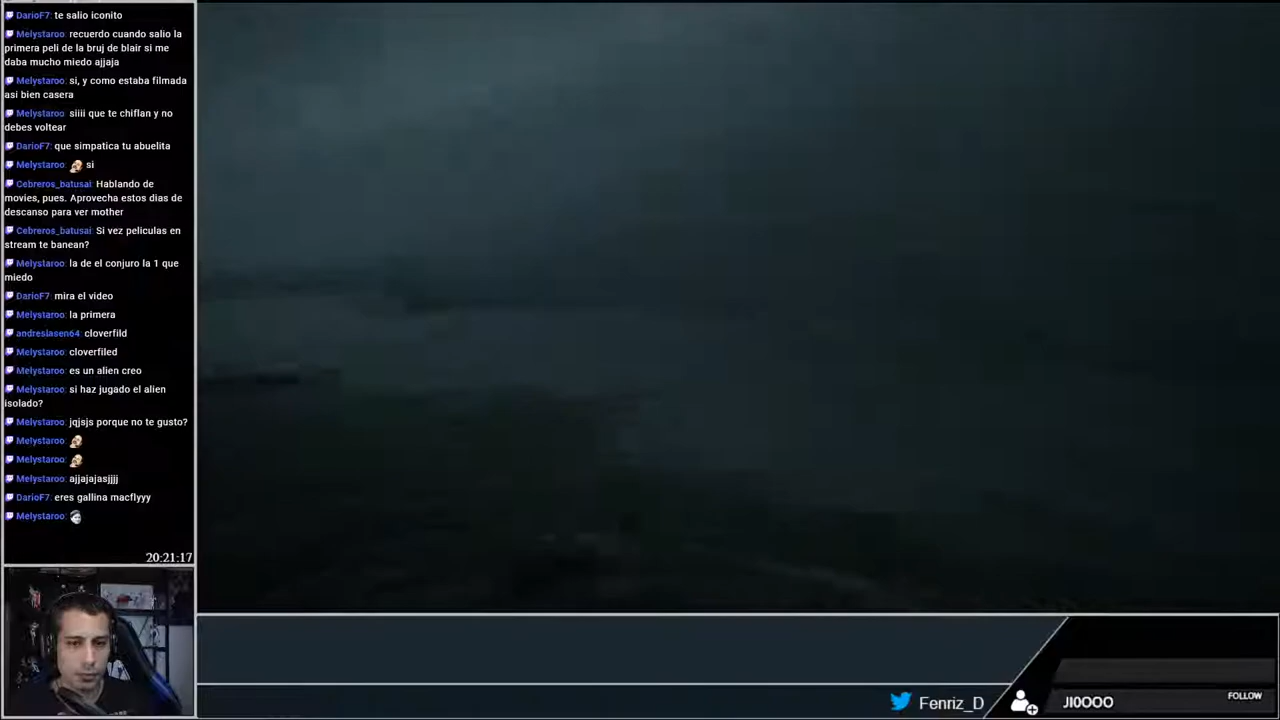 DarioF7: te salio iconito
Melystaroo: recuerdo cuando salio la
primera peli de la bruj de blair si me
daba mucho miedo ajjaja
Melystaroo: si, y como estaba filmada
asi bien casera
Melystaroo: siiii que te chiflan y no
debes voltear
DarioF7: que simpatica tu abuelita
Melystaroo: si
Cebreros_batusai: Hablando de
movies, pues. Aprovecha estos dias de
descanso para ver mother
Cebreros_batusai: Si vez peliculas en
stream te banean?
Melystaroo: la de el conjuro la 1 que
miedo
DarioF7: mira el video
Melystaroo: la primera
andreslasen64: cloverfild
Melystaroo: cloverfiled
Melystaroo: es un alien creo
Melystaroo: si haz jugado el alien
isolado?
Melystaroo: jqjsjs porque no te gusto?
Melystaroo:
Melystaroo:
Melystaroo: ajjajajasjjjj
DarioF7: eres gallina macflyyy
Melystaroo:
20:21:17
Fenriz_D
JI0OOO
FOLLOW